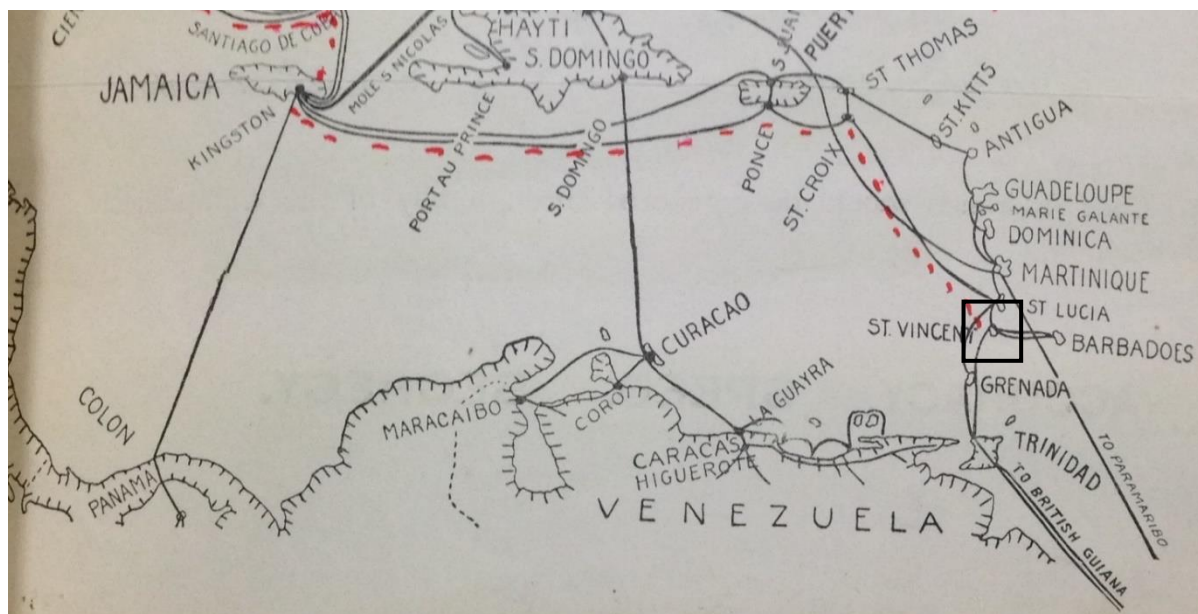 SANTIAGO DE
HAYTI
S. DOMINGO
JAMAICA
KINGSTON
MOLE S NICOLAS
PORT AU PRINCE
S. DOMINGO
PONCE
ST. CROIX
ST THOMAS
ST. KITTS
ANTIGUA
GUADELOUPE
MARIE GALANTE
DOMINICA
MARTINIQUE
ST LUCIA
ST. VINCENT
BARBADOES
GRENADA
TRINIDAD
TO PARAMARIBO
TO BRITISH GUIANA
CURACAO
MARACAIBO
CORO
LA GUAYRA
CARACAS
HIGUEROTE
VENEZUELA
COLON
PANAMA